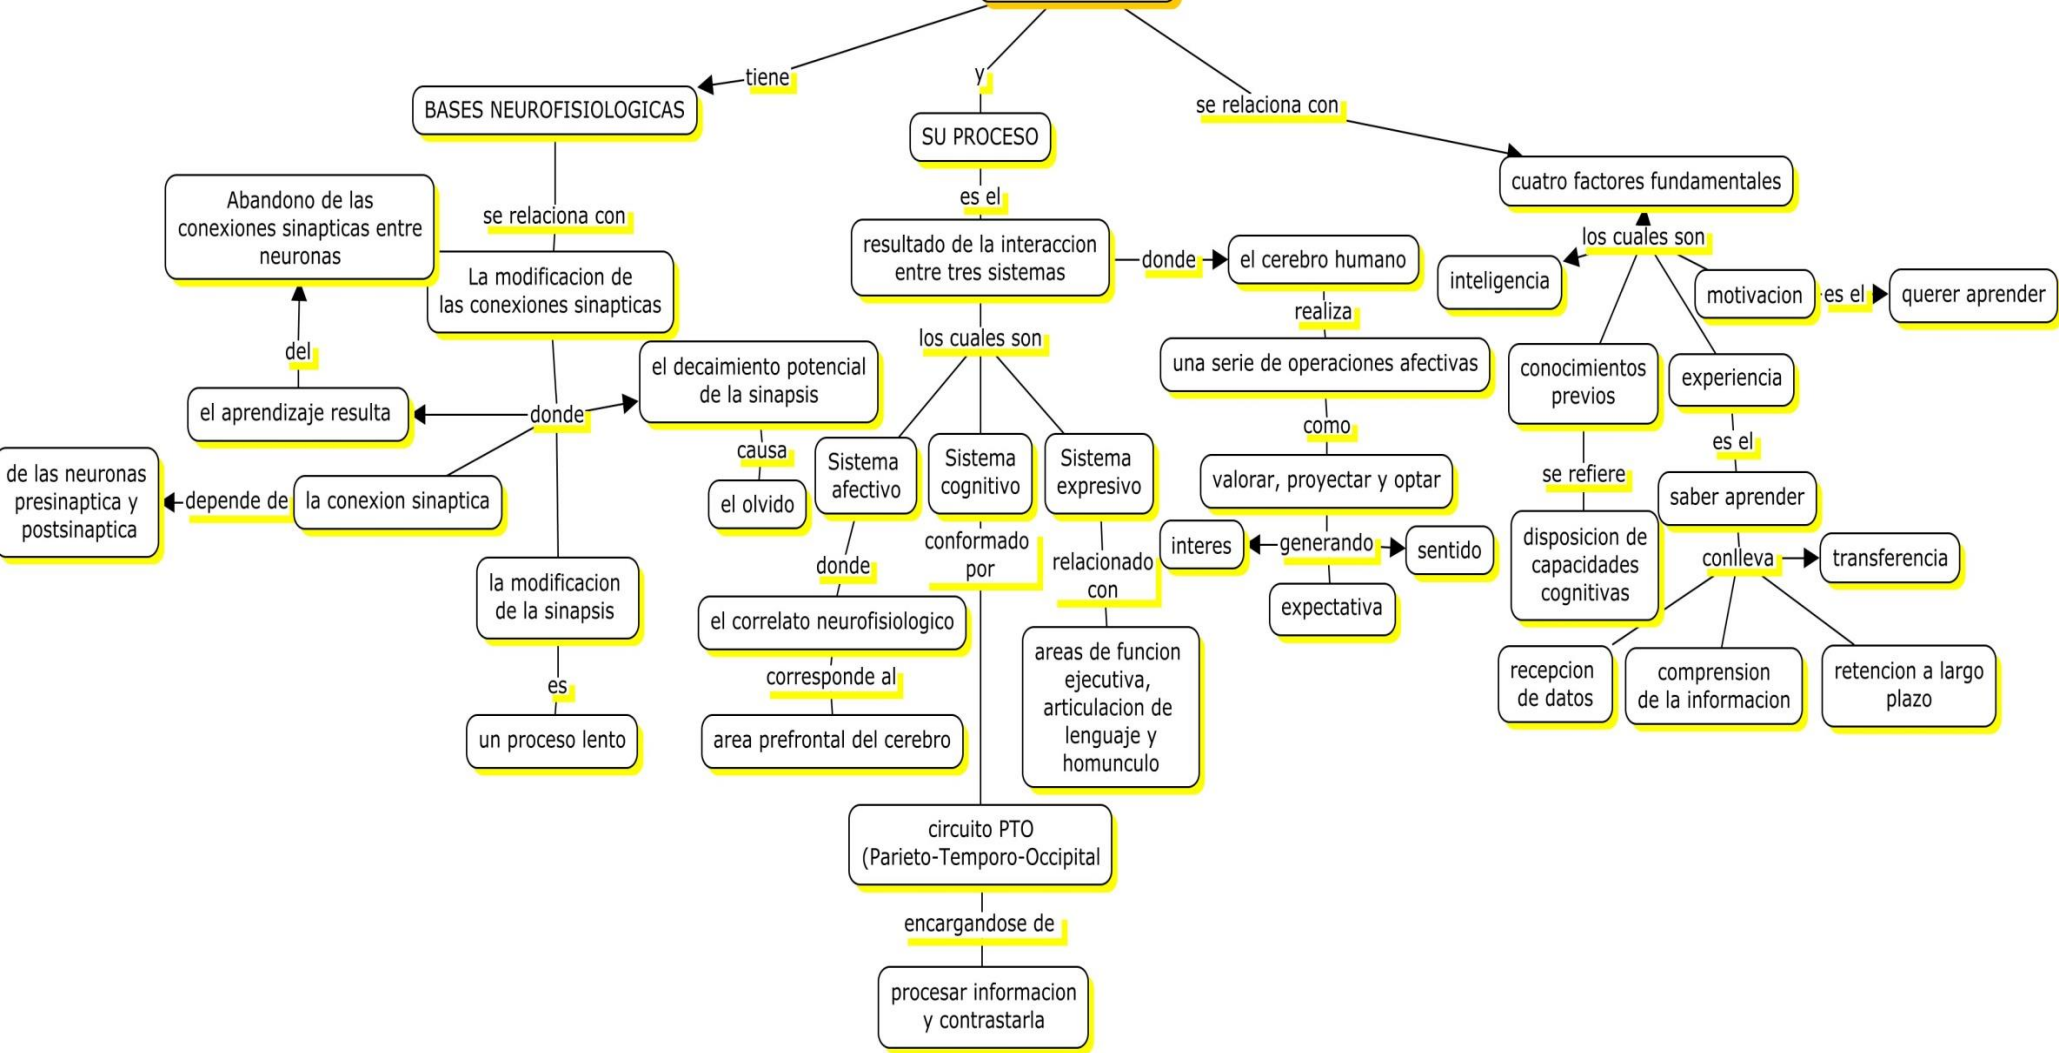 tiene
y
se relaciona con
BASES NEUROFISIOLOGICAS
SU PROCESO
cuatro factores fundamentales
se relaciona con
es el
los cuales son
Abandono de las
conexiones sinapticas entre
neuronas
La modificacion de
las conexiones sinapticas
resultado de la interaccion
entre tres sistemas
donde
el cerebro humano
inteligencia
motivacion
es el
querer aprender
del
el decaimiento potencial
de la sinapsis
los cuales son
realiza
una serie de operaciones afectivas
conocimientos
previos
experiencia
el aprendizaje resulta
donde
causa
como
es el
de las neuronas
presinaptica y
postsinaptica
depende de
la conexion sinaptica
el olvido
Sistema
afectivo
Sistema
cognitivo
Sistema
expresivo
valorar, proyectar y optar
se refiere
saber aprender
la modificacion
de la sinapsis
donde
conformado
por
relacionado
con
interes
generando
sentido
expectativa
disposicion de
capacidades
cognitivas
conlleva
transferencia
es
el correlato neurofisiologico
areas de funcion
ejecutiva,
articulacion de
lenguaje y
homunculo
recepcion
de datos
comprension
de la informacion
retencion a largo
plazo
un proceso lento
corresponde al
area prefrontal del cerebro
circuito PTO
(Parieto-Temporo-Occipital
encargandose de
procesar informacion
y contrastarla